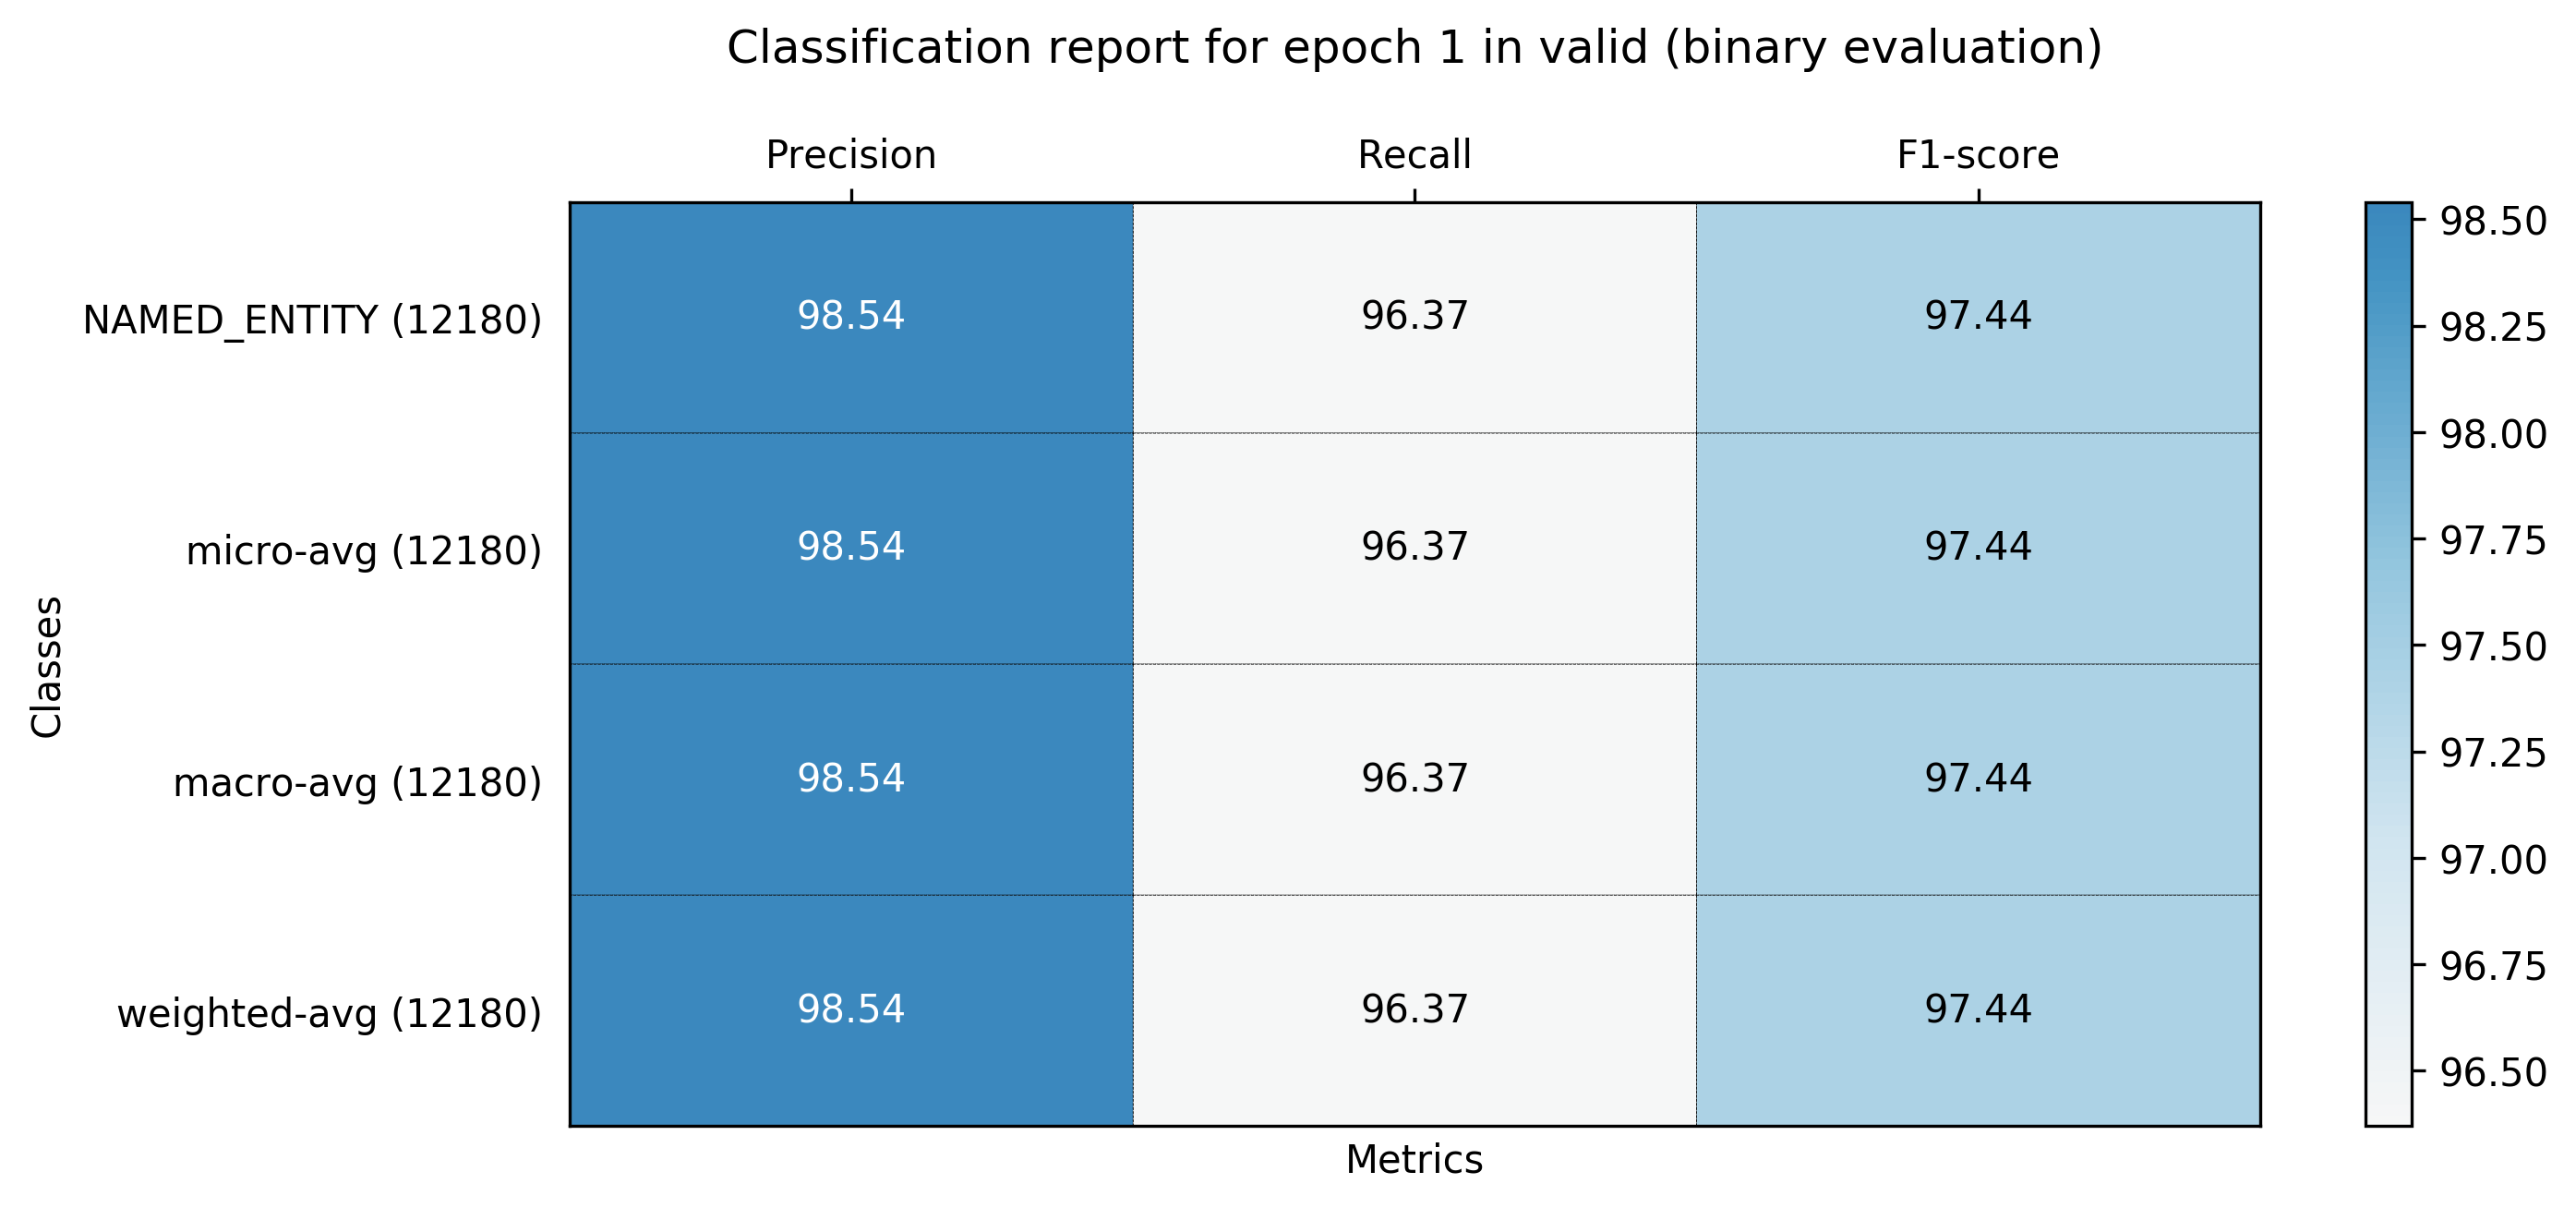 Classification report for epoch 1 in valid (binary evaluation)
Precision Recall F1-score
NAMED_ENTITY (12180) 98.54 96.37 97.44
micro-avg (12180) 98.54 96.37 97.44
macro-avg (12180) 98.54 96.37 97.44
weighted-avg (12180) 98.54 96.37 97.44
Classes
Metrics
98.50
98.25
98.00
97.75
97.50
97.25
97.00
96.75
96.50